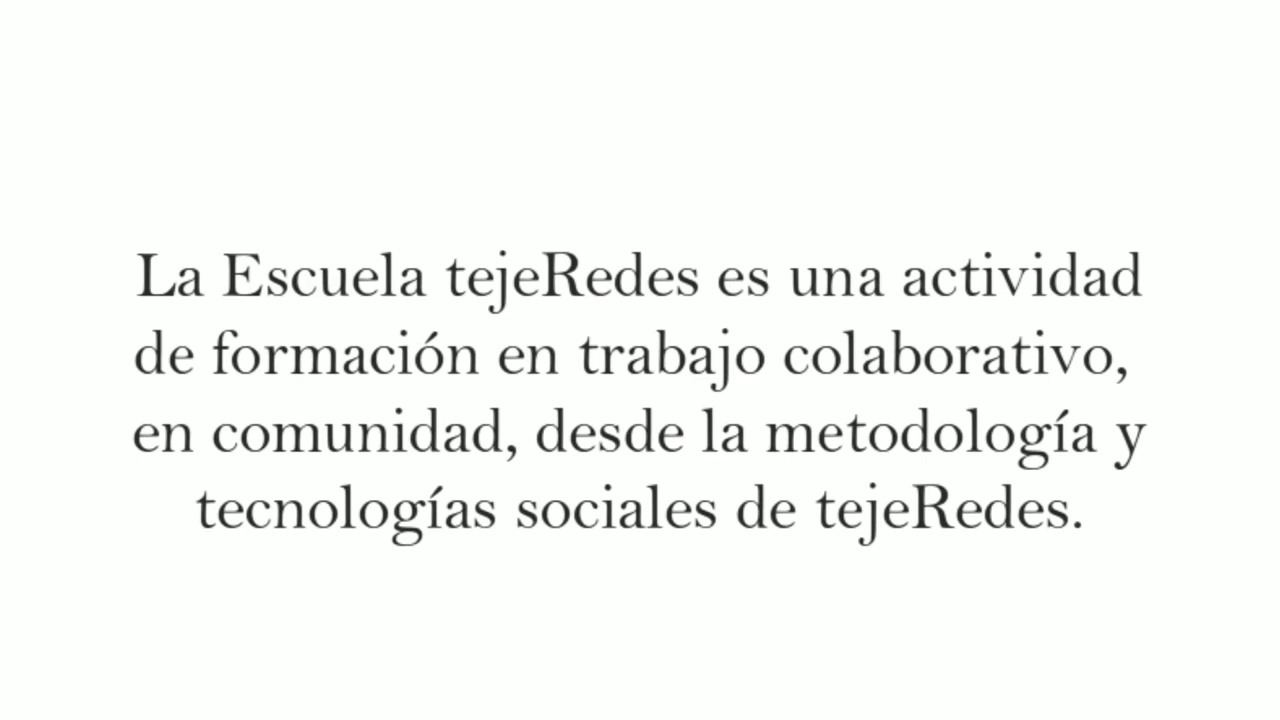 La Escuela tejeRedes es una actividad
de formación en trabajo colaborativo,
en comunidad, desde la metodología y
tecnologías sociales de tejeRedes.